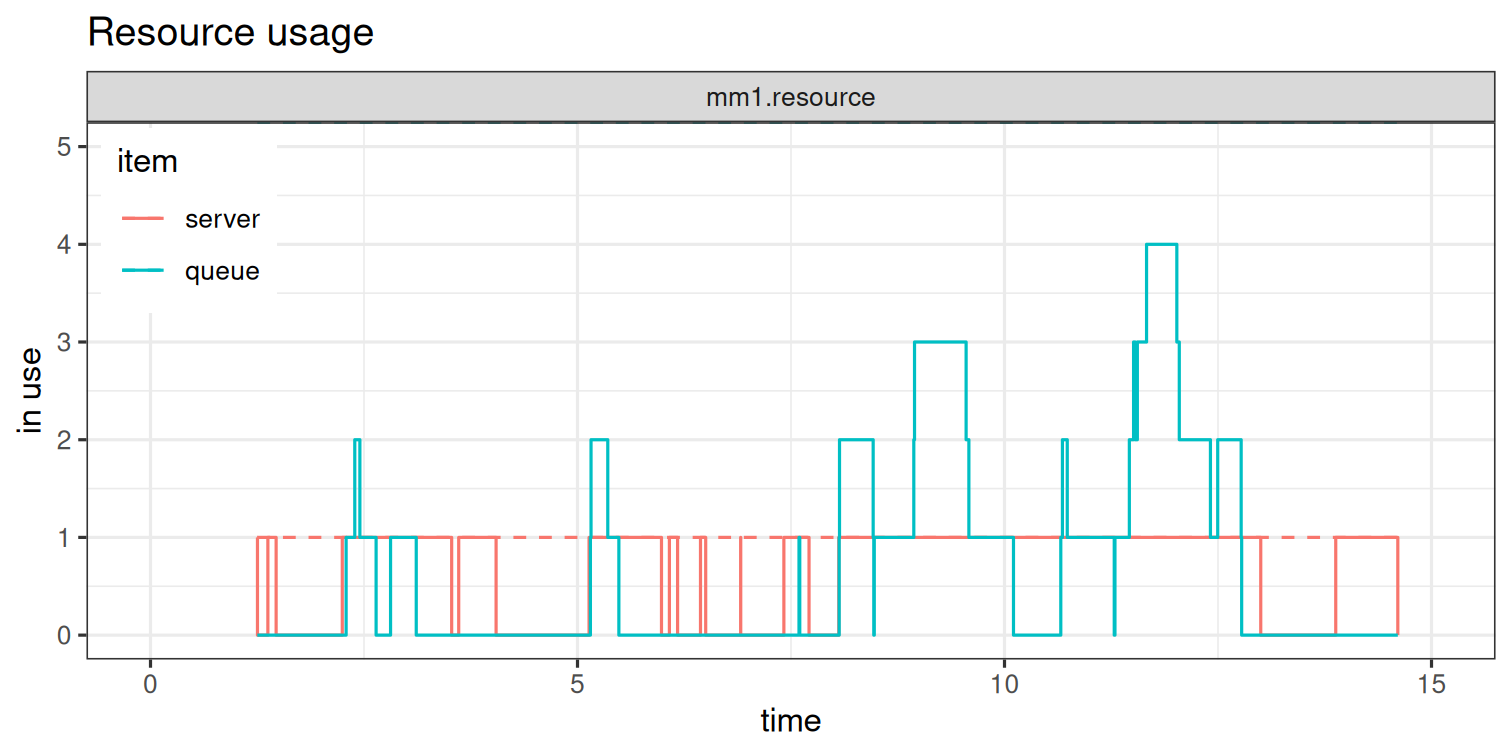 Resource usage
mm1.resource
item
server
queue
in use
5
4
3
2
1
0
0 5 10 15
time